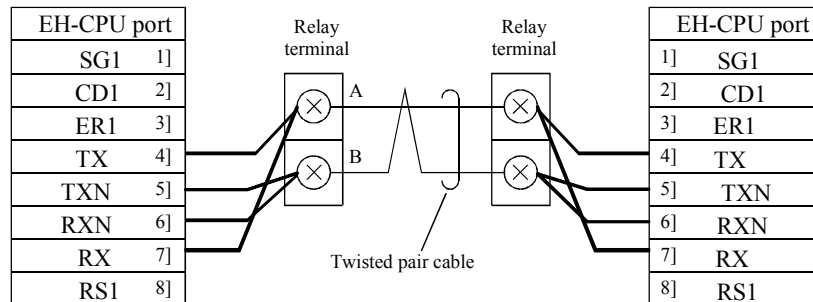 EH-CPU port
SG1 1]
CD1 2]
ER1 3]
TX 4]
TXN 5]
RXN 6]
RX 7]
RS1 8]
Relay
terminal
A
B
Twisted pair cable
Relay
terminal
EH-CPU port
1] SG1
2] CD1
3] ER1
4] TX
5] TXN
6] RXN
7] RX
8] RS1